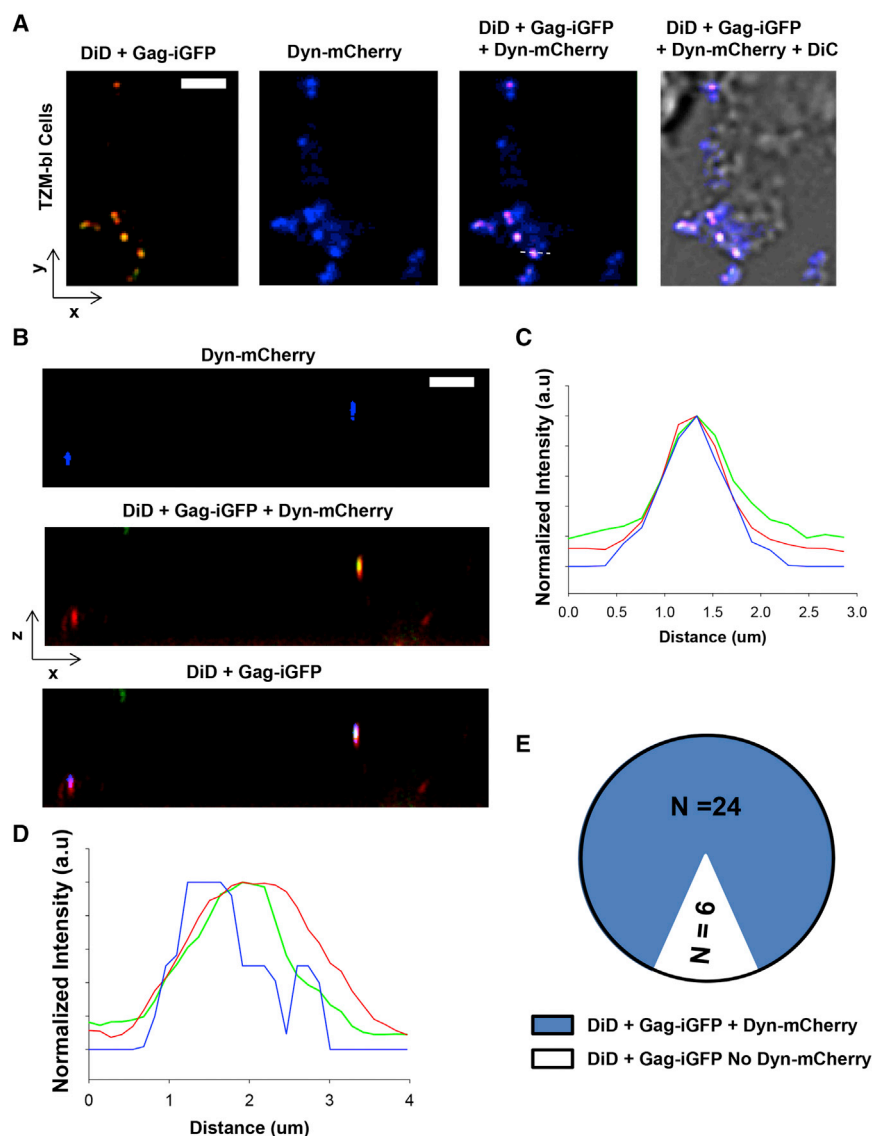 A
DiD + Gag-iGFP
Dyn-mCherry
DiD + Gag-iGFP
+ Dyn-mCherry
DiD + Gag-iGFP
+ Dyn-mCherry + DiC
TZM-bl Cells
y
x
B
Dyn-mCherry
DiD + Gag-iGFP + Dyn-mCherry
z
x
DiD + Gag-iGFP
C
Normalized Intensity (a.u)
0.0 0.5 1.0 1.5 2.0 2.5 3.0
Distance (um)
D
Normalized Intensity (a.u)
0 1 2 3 4
Distance (um)
E
N =24
N = 6
DiD + Gag-iGFP + Dyn-mCherry
DiD + Gag-iGFP No Dyn-mCherry